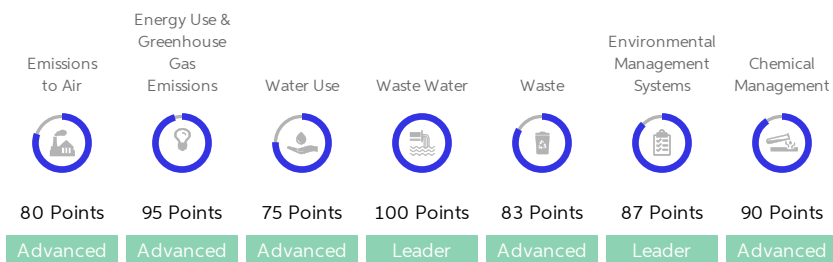 Emissions
to Air
Energy Use &
Greenhouse
Gas
Emissions
Water Use
Waste Water
Waste
Environmental
Management
Systems
Chemical
Management
80 Points
95 Points
75 Points
100 Points
83 Points
87 Points
90 Points
Advanced
Advanced
Advanced
Leader
Advanced
Leader
Advanced